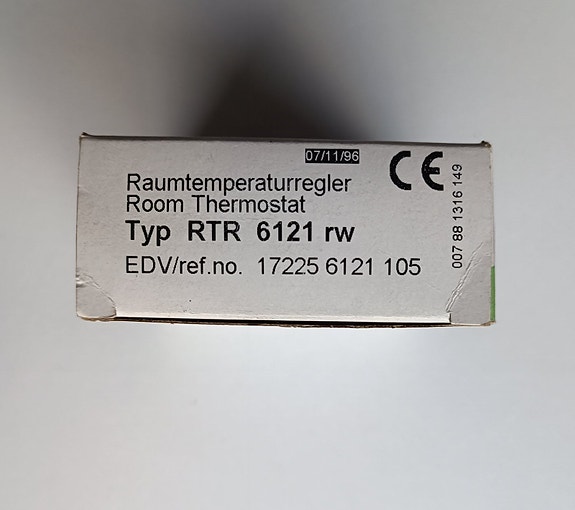 07/11/96
CE
Raumtemperaturregler
Room Thermostat
Typ RTR 6121 rw
EDV/ref.no. 17225 6121 105
007 88 1316 149